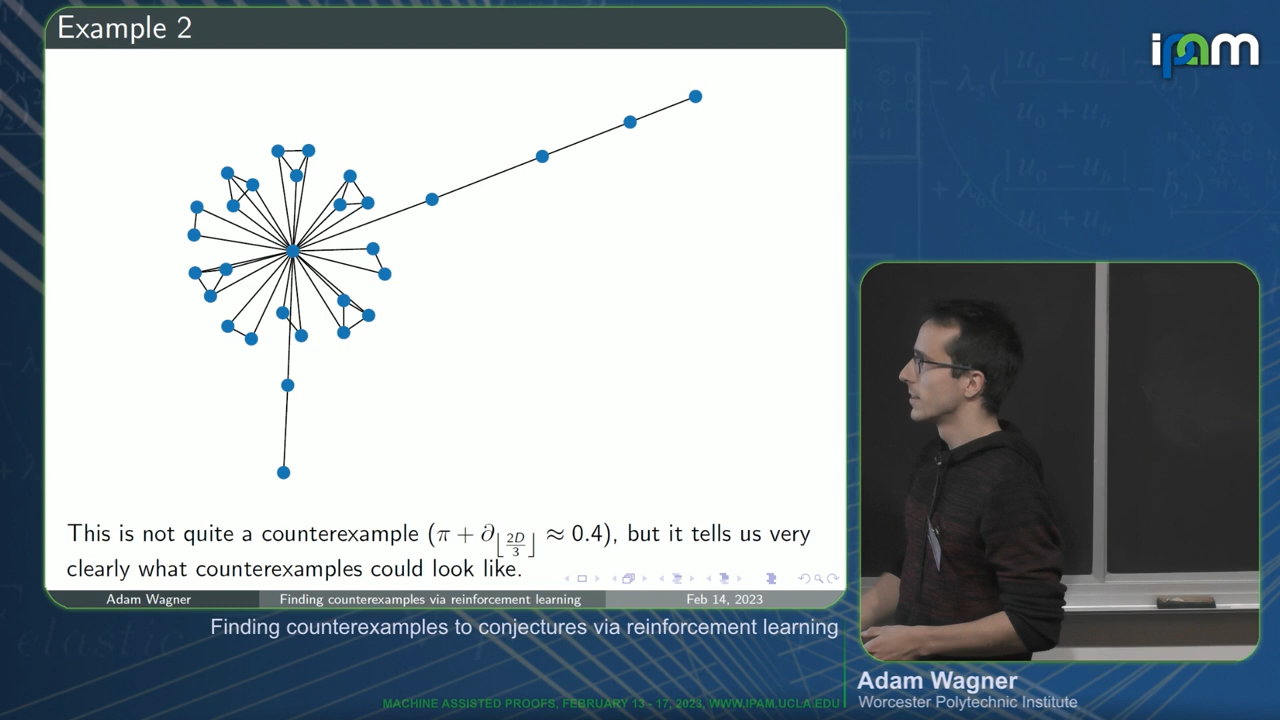 Example 2
ipam
This is not quite a counterexample (π + ∂⌊2D/3⌋ ≈ 0.4), but it tells us very
clearly what counterexamples could look like.
Adam Wagner
Finding counterexamples via reinforcement learning
Feb 14, 2023
Finding counterexamples to conjectures via reinforcement learning
Adam Wagner
Worcester Polytechnic Institute
MACHINE ASSISTED PROOFS, FEBRUARY 13 - 17, 2023, WWW.IPAM.UCLA.EDU